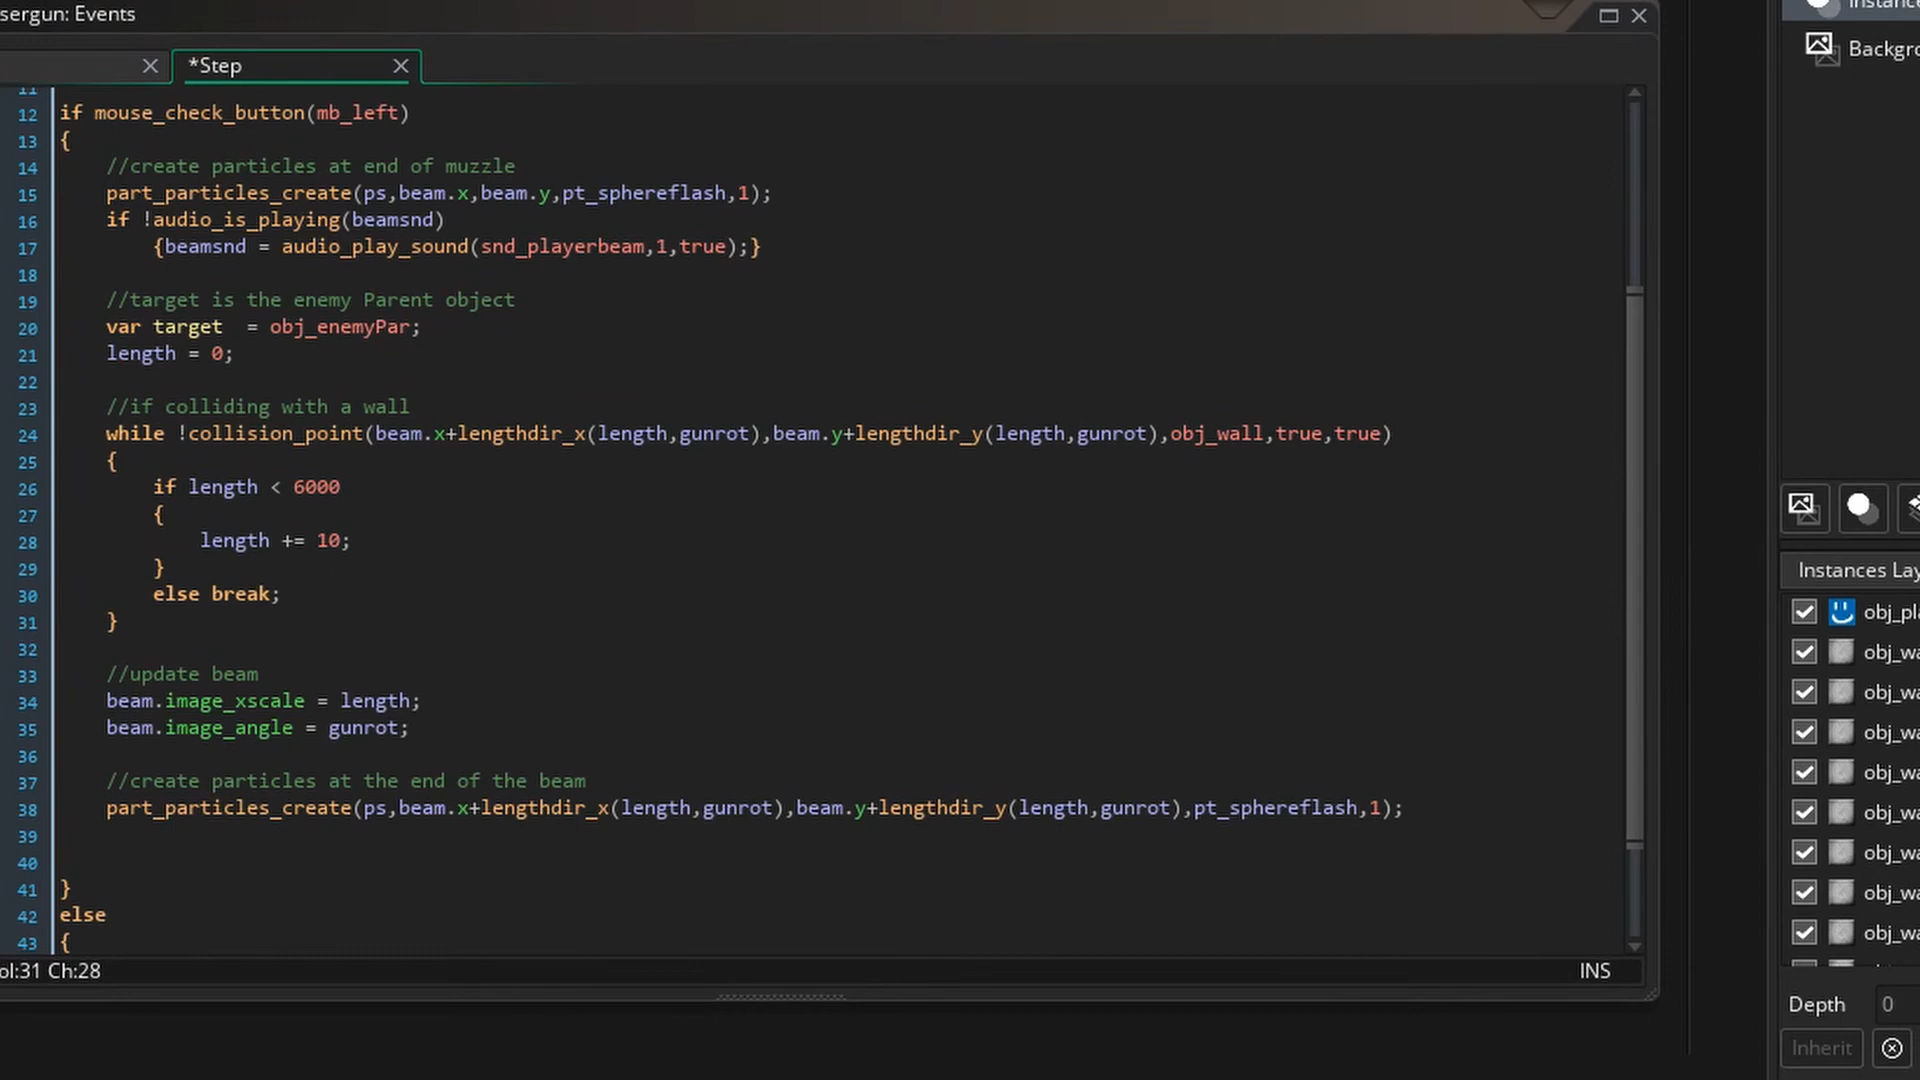 sergun: Events
*Step
11
12 if mouse_check_button(mb_left)
13 {
14 //create particles at end of muzzle
15 part_particles_create(ps,beam.x,beam.y,pt_sphereflash,1);
16 if !audio_is_playing(beamsnd)
17 {beamsnd = audio_play_sound(snd_playerbeam,1,true);}
18
19 //target is the enemy Parent object
20 var target  = obj_enemyPar;
21 length = 0;
22
23 //if colliding with a wall
24 while !collision_point(beam.x+lengthdir_x(length,gunrot),beam.y+lengthdir_y(length,gunrot),obj_wall,true,true)
25 {
26 if length < 6000
27 {
28 length += 10;
29 }
30 else break;
31 }
32
33 //update beam
34 beam.image_xscale = length;
35 beam.image_angle = gunrot;
36
37 //create particles at the end of the beam
38 part_particles_create(ps,beam.x+lengthdir_x(length,gunrot),beam.y+lengthdir_y(length,gunrot),pt_sphereflash,1);
39
40
41 }
42 else
43 {
ol:31 Ch:28
INS
Instance
Backgro
Instances Lay
obj_pla
obj_wa
obj_wa
obj_wa
obj_wa
obj_wa
obj_wa
obj_wa
obj_wa
Depth 0
Inherit